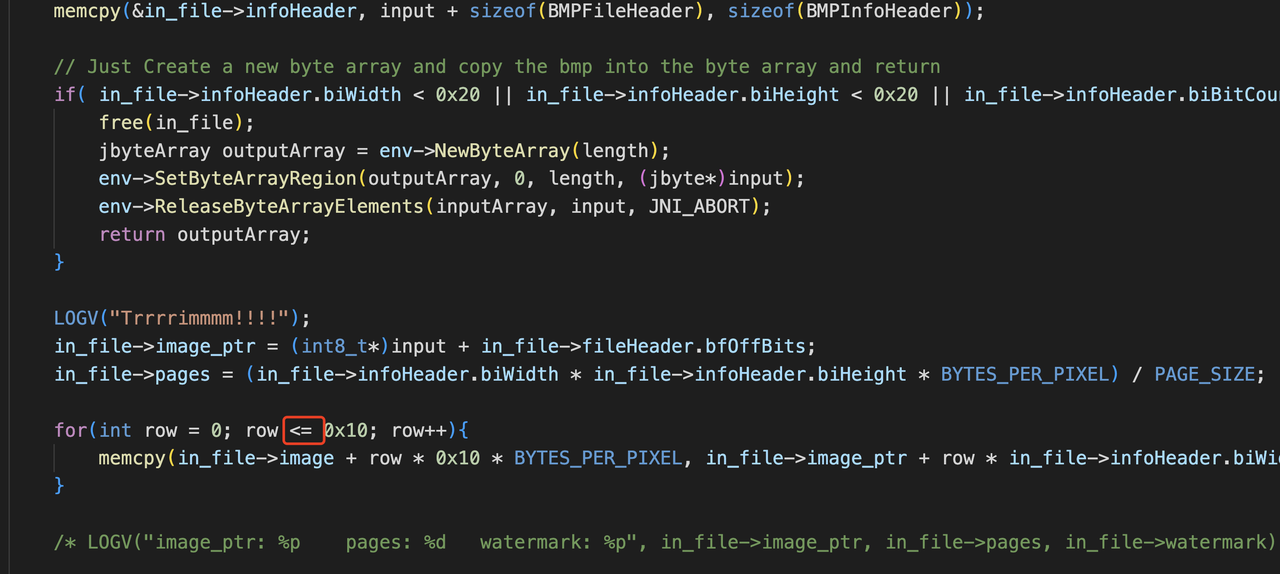 memcpy(&in_file->infoHeader, input + sizeof(BMPFileHeader), sizeof(BMPInfoHeader));
// Just Create a new byte array and copy the bmp into the byte array and return
if( in_file->infoHeader.biWidth < 0x20 || in_file->infoHeader.biHeight < 0x20 || in_file->infoHeader.biBitCou
free(in_file);
jbyteArray outputArray = env->NewByteArray(length);
env->SetByteArrayRegion(outputArray, 0, length, (jbyte*)input);
env->ReleaseByteArrayElements(inputArray, input, JNI_ABORT);
return outputArray;
}
LOGV("Trrrrimmmm!!!!");
in_file->image_ptr = (int8_t*)input + in_file->fileHeader.bfOffBits;
in_file->pages = (in_file->infoHeader.biWidth * in_file->infoHeader.biHeight * BYTES_PER_PIXEL) / PAGE_SIZE;
for(int row = 0; row <= 0x10; row++){
memcpy(in_file->image + row * 0x10 * BYTES_PER_PIXEL, in_file->image_ptr + row * in_file->infoHeader.biWi
}
/* LOGV("image_ptr: %p    pages: %d   watermark: %p", in_file->image_ptr, in_file->pages, in_file->watermark)